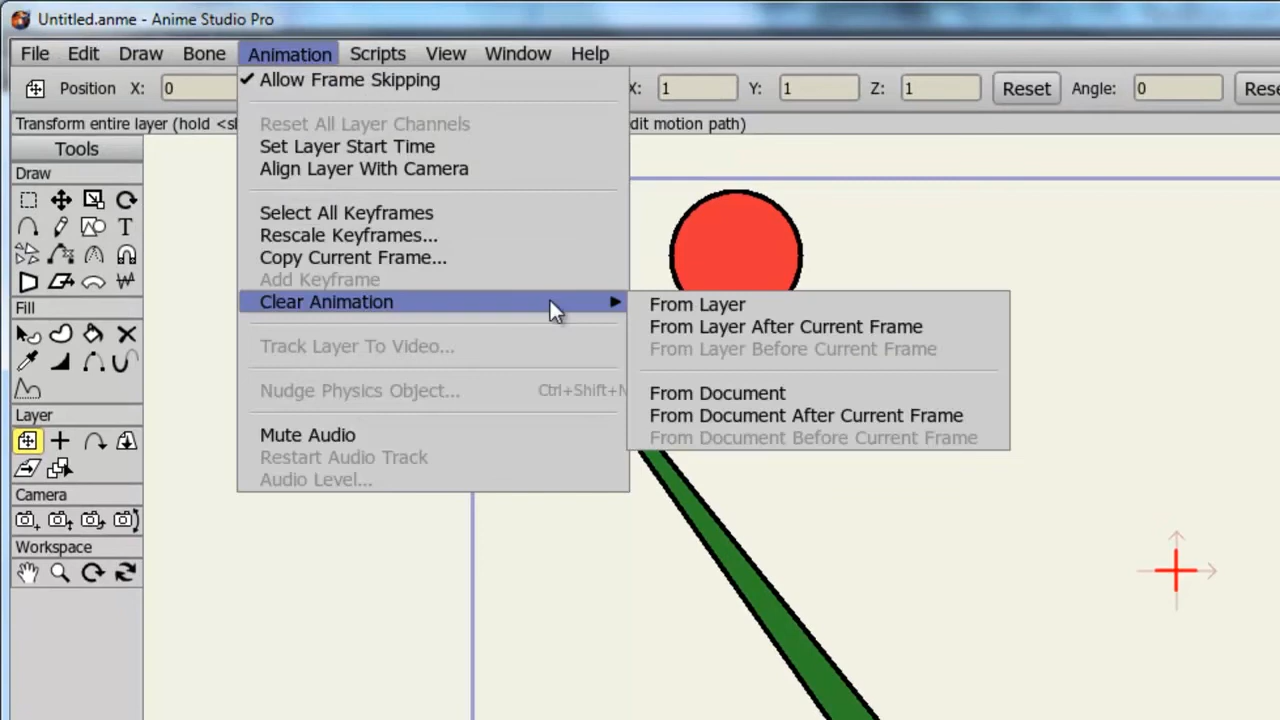 Untitled.anme - Anime Studio Pro
File Edit Draw Bone Animation Scripts View Window Help
Position X: 0 X: 1 Y: 1 Z: 1 Reset Angle: 0
Transform entire layer (hold dit motion path)
Tools
Draw
T
Fill
Layer
Camera
Workspace
Allow Frame Skipping
Reset All Layer Channels
Set Layer Start Time
Align Layer With Camera
Select All Keyframes
Rescale Keyframes...
Copy Current Frame...
Add Keyframe
Clear Animation
Track Layer To Video...
Nudge Physics Object... Ctrl+Shift+
Mute Audio
Restart Audio Track
Audio Level...
From Layer
From Layer After Current Frame
From Layer Before Current Frame
From Document
From Document After Current Frame
From Document Before Current Frame